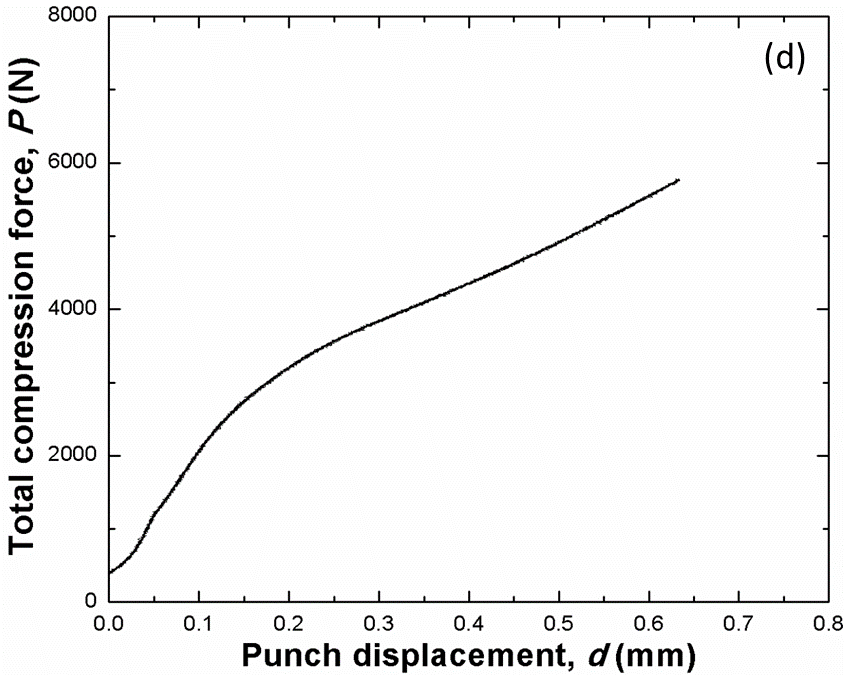 8000
(d)
6000
4000
2000
0
Total compression force, P (N)
0.0 0.1 0.2 0.3 0.4 0.5 0.6 0.7 0.8
Punch displacement, d (mm)